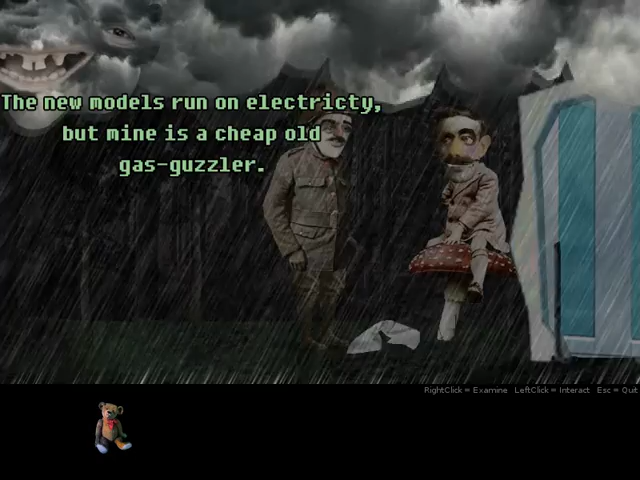 The new models run on electricty,
but mine is a cheap old
gas-guzzler.
RightClick = Examine LeftClick = Interact Esc = Quit